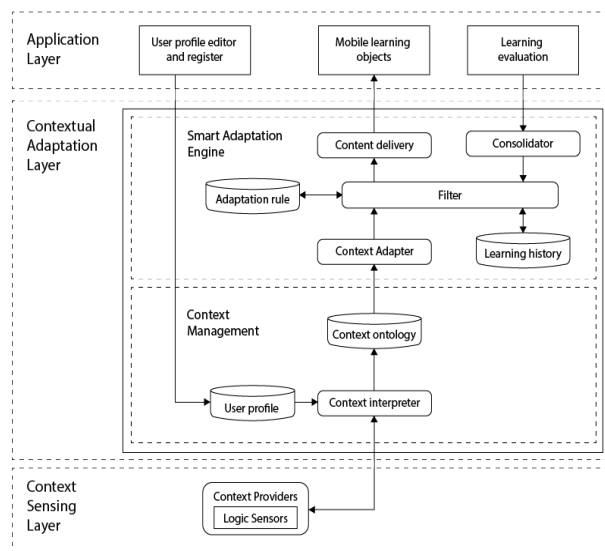 Application
Layer
User profile editor
and register
Mobile learning
objects
Learning
evaluation
Contextual
Adaptation
Layer
Smart Adaptation
Engine
Content delivery
Consolidator
Adaptation rule
Filter
Context Adapter
Learning history
Context
Management
Context ontology
User profile
Context interpreter
Context
Sensing
Layer
Context Providers
Logic Sensors